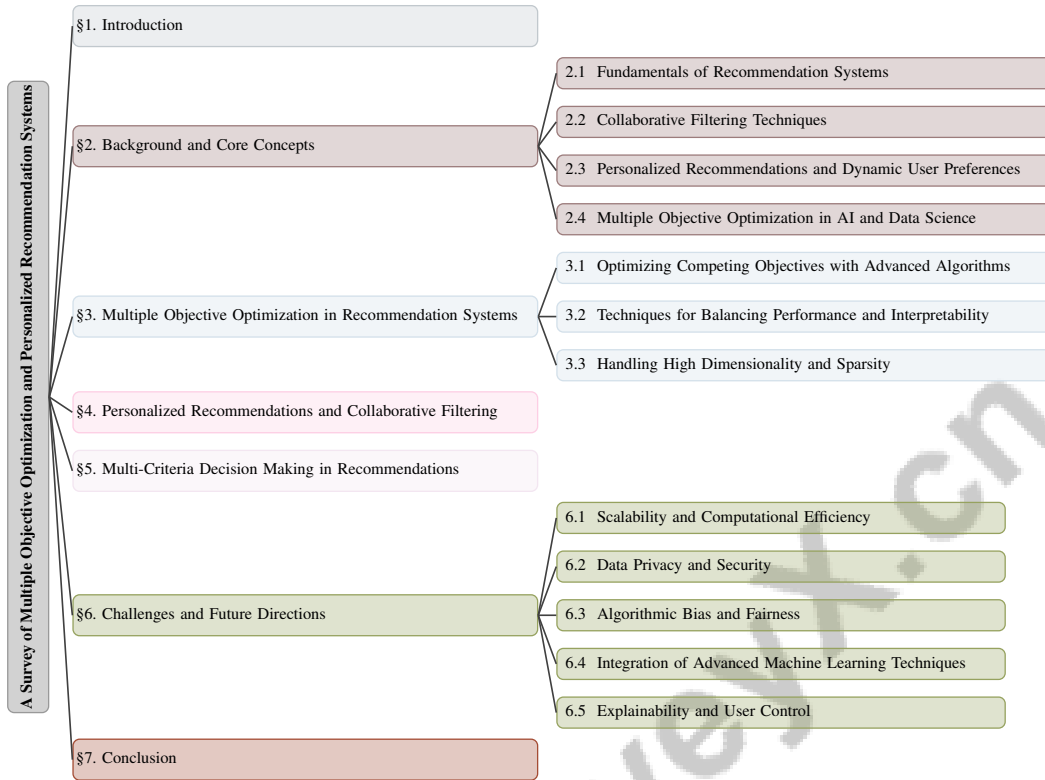 A Survey of Multiple Objective Optimization and Personalized Recommendation Systems
§1. Introduction
§2. Background and Core Concepts
2.1 Fundamentals of Recommendation Systems
2.2 Collaborative Filtering Techniques
2.3 Personalized Recommendations and Dynamic User Preferences
2.4 Multiple Objective Optimization in AI and Data Science
§3. Multiple Objective Optimization in Recommendation Systems
3.1 Optimizing Competing Objectives with Advanced Algorithms
3.2 Techniques for Balancing Performance and Interpretability
3.3 Handling High Dimensionality and Sparsity
§4. Personalized Recommendations and Collaborative Filtering
§5. Multi-Criteria Decision Making in Recommendations
§6. Challenges and Future Directions
6.1 Scalability and Computational Efficiency
6.2 Data Privacy and Security
6.3 Algorithmic Bias and Fairness
6.4 Integration of Advanced Machine Learning Techniques
6.5 Explainability and User Control
§7. Conclusion
veyx.cn